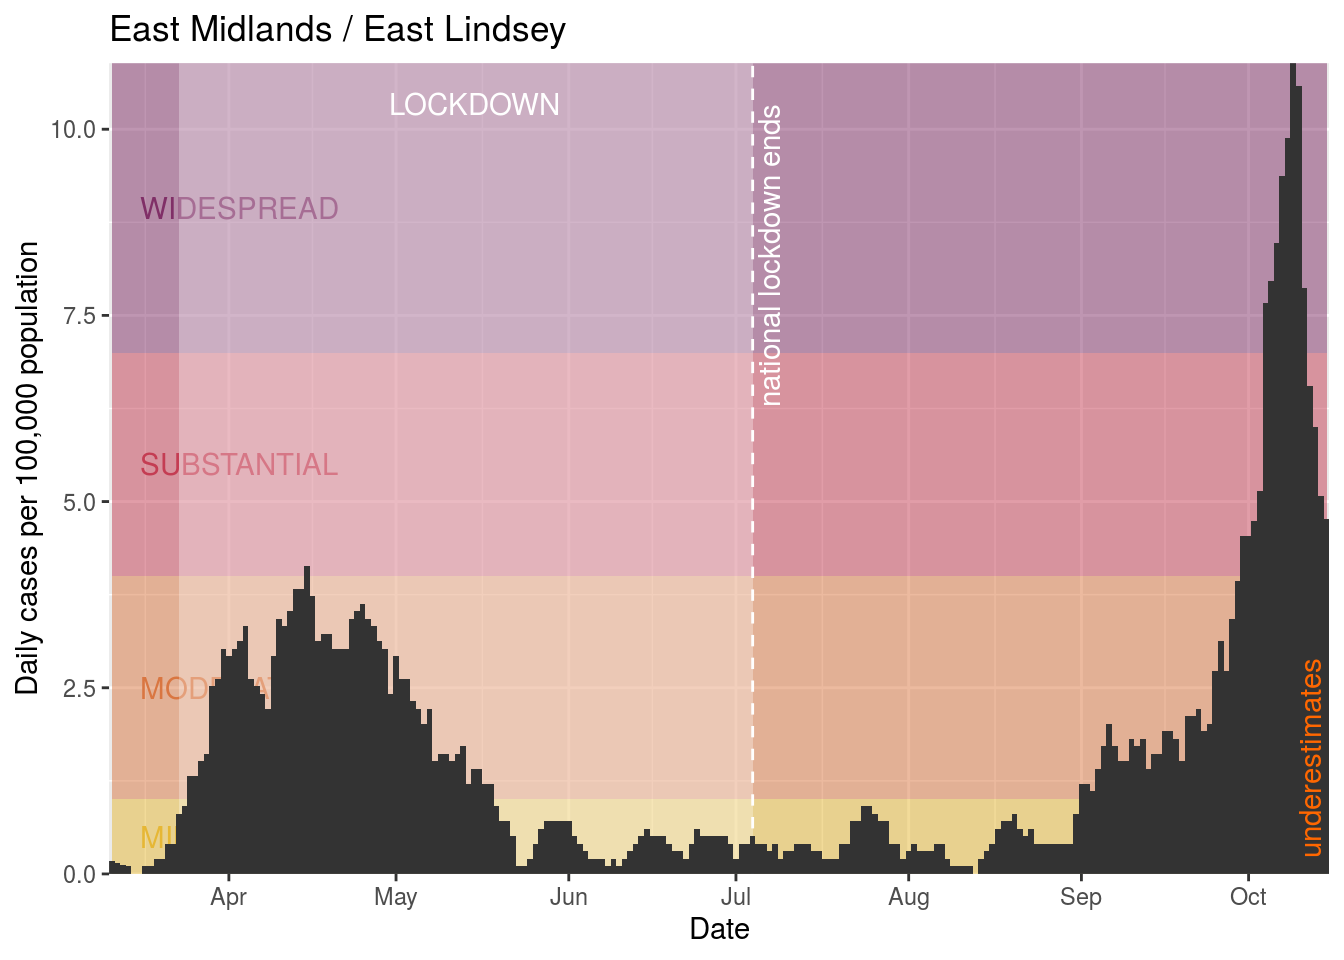 East Midlands / East Lindsey
LOCKDOWN
national lockdown ends
WIDESPREAD
SUBSTANTIAL
underestimates
Daily cases per 100,000 population
10.0
7.5
5.0
2.5
0.0
Apr
May
Jun
Jul
Aug
Sep
Oct
Date